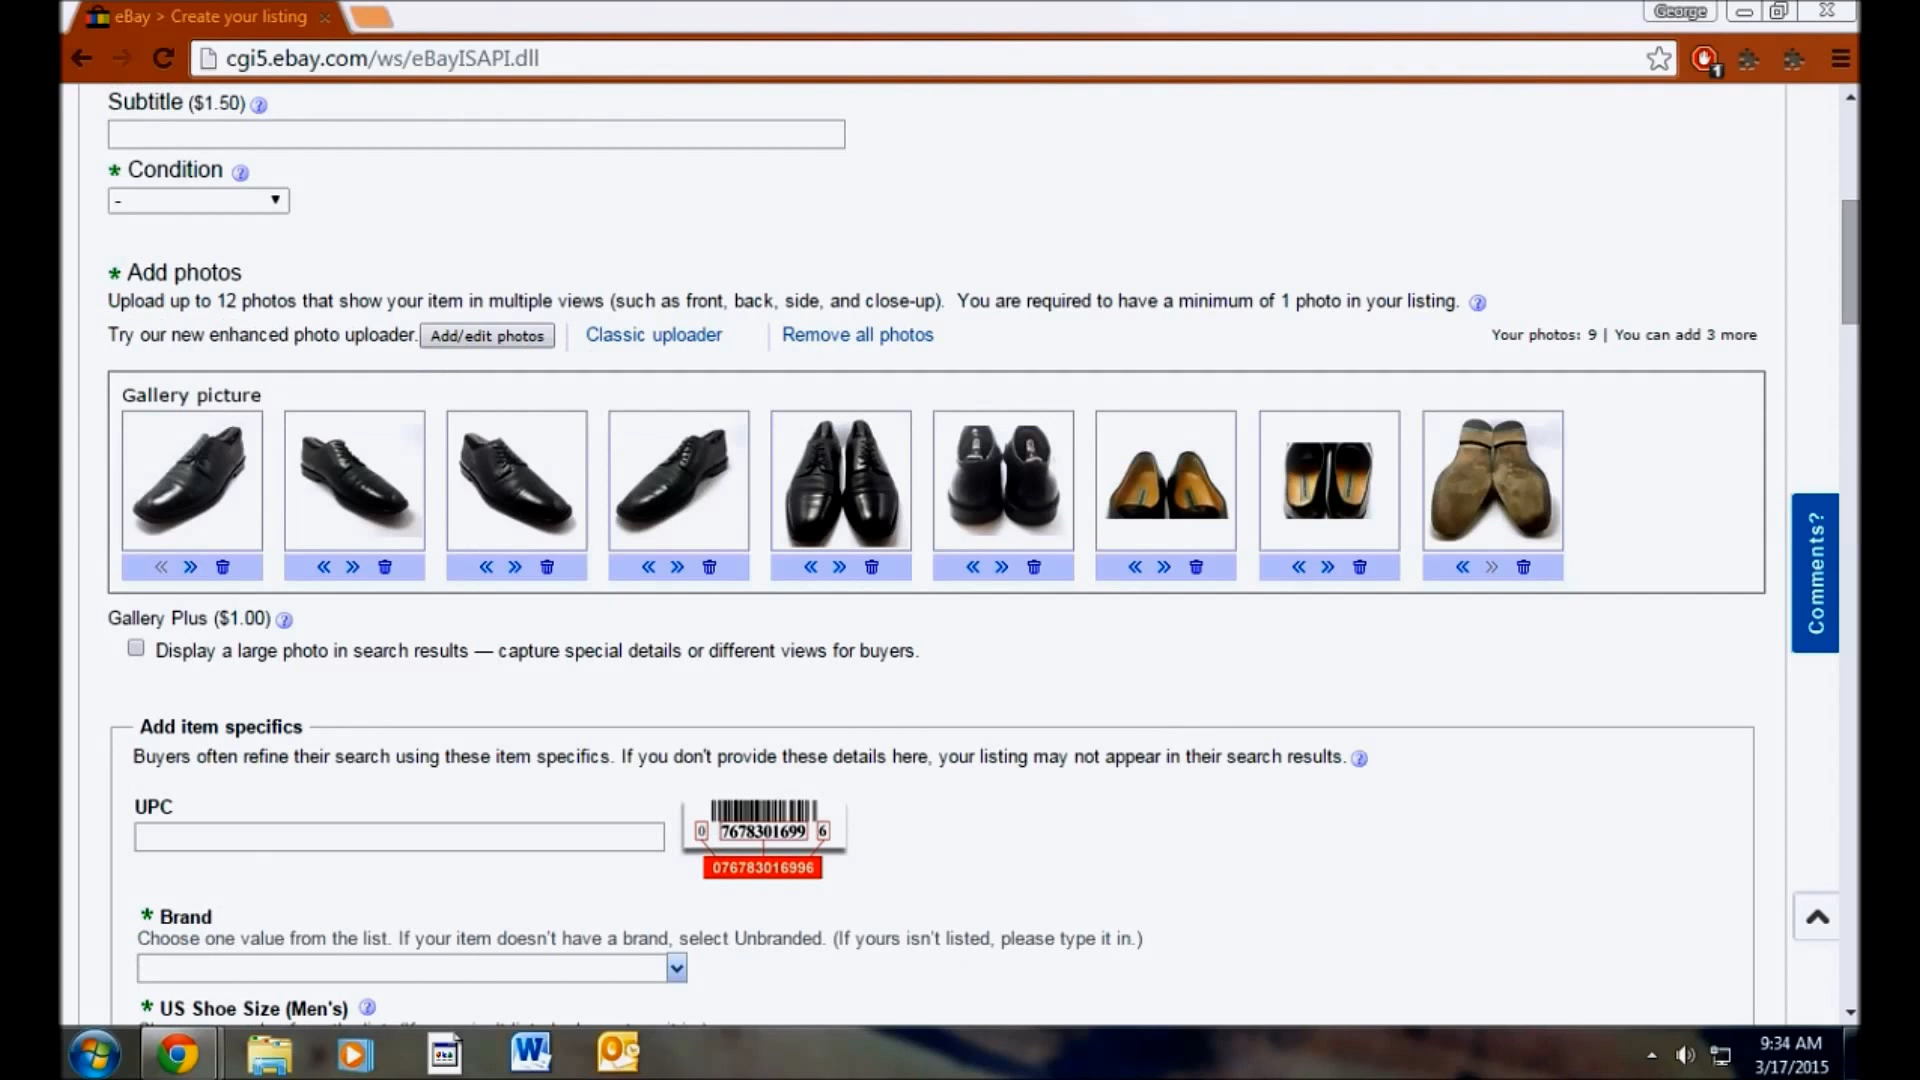 eBay > Create your listing
George
cgi5.ebay.com/ws/eBayISAPI.dll
1
Subtitle ($1.50)
* Condition
-
* Add photos
Upload up to 12 photos that show your item in multiple views (such as front, back, side, and close-up). You are required to have a minimum of 1 photo in your listing.
Try our new enhanced photo uploader. Add/edit photos | Classic uploader | Remove all photos
Your photos: 9 | You can add 3 more
Gallery picture
Gallery Plus ($1.00)
Display a large photo in search results — capture special details or different views for buyers.
Comments?
Add item specifics
Buyers often refine their search using these item specifics. If you don't provide these details here, your listing may not appear in their search results.
UPC
0 7678301699 6
076783016996
* Brand
Choose one value from the list. If your item doesn't have a brand, select Unbranded. (If yours isn't listed, please type it in.)
* US Shoe Size (Men's)
9:34 AM
3/17/2015